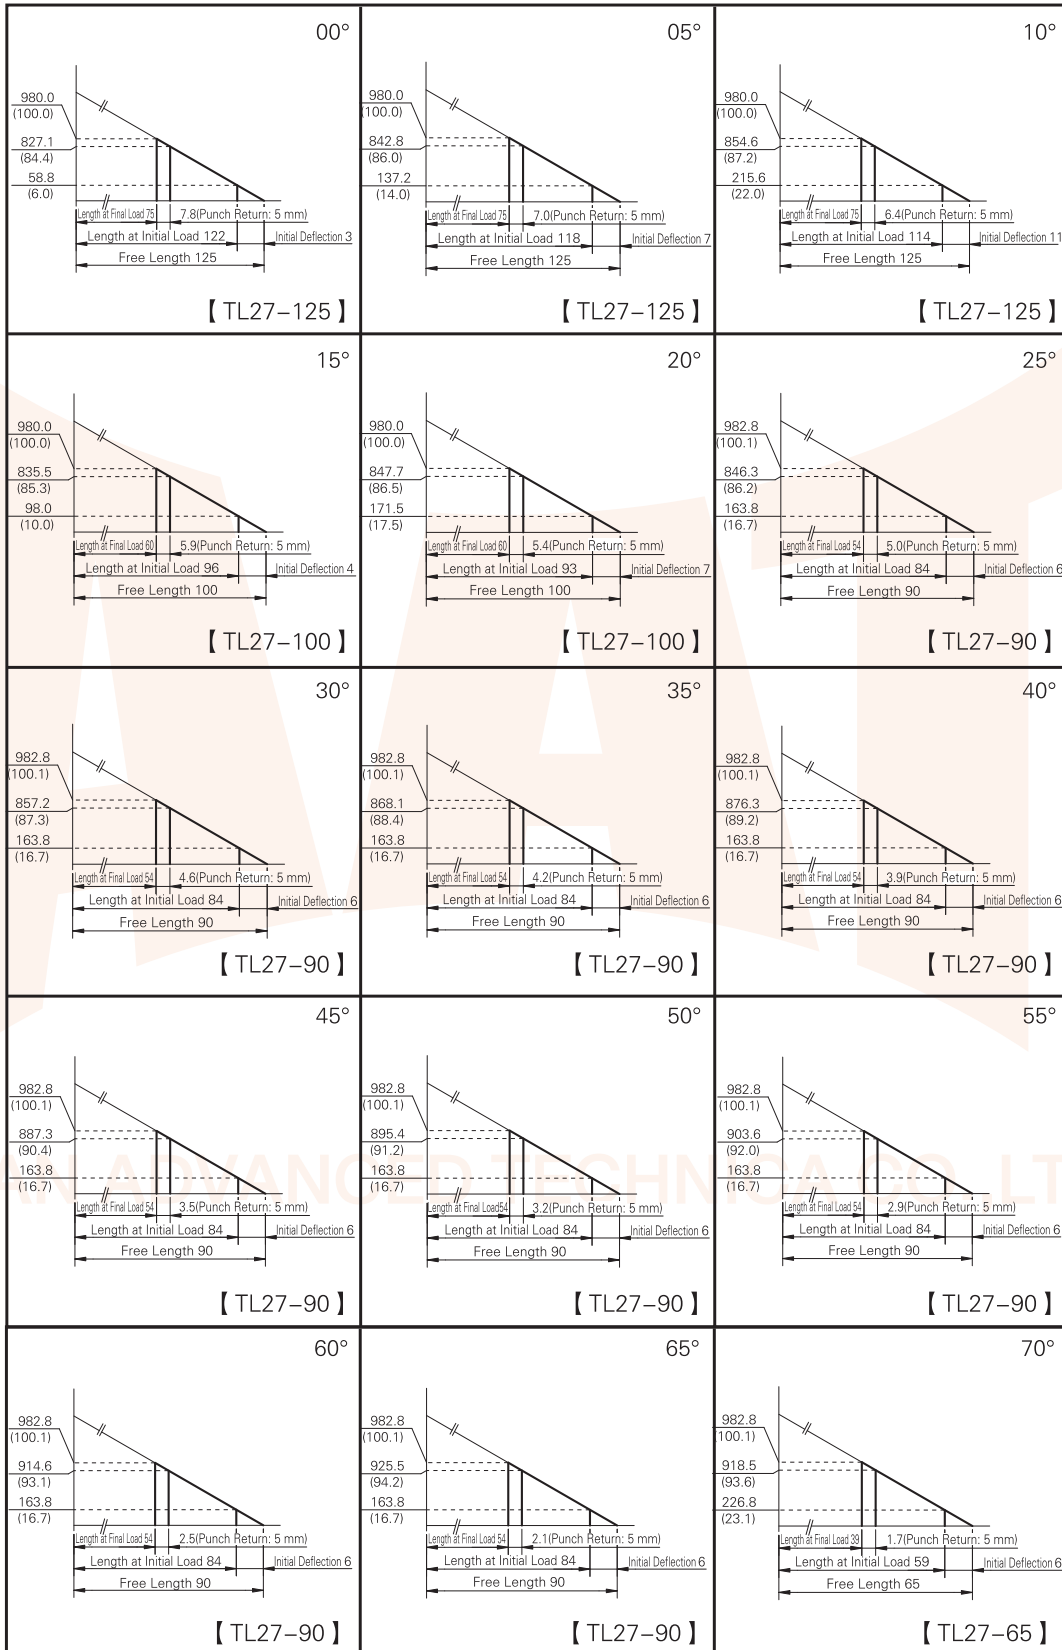 00°
980.0
(100.0)
827.1
(84.4)
58.8
(6.0)
Length at Final Load 75
7.8(Punch Return: 5 mm)
Length at Initial Load 122
Initial Deflection 3
Free Length 125
【 TL27–125 】
05°
980.0
(100.0)
842.8
(86.0)
137.2
(14.0)
Length at Final Load 75
7.0(Punch Return: 5 mm)
Length at Initial Load 118
Initial Deflection 7
Free Length 125
【 TL27–125 】
10°
980.0
(100.0)
854.6
(87.2)
215.6
(22.0)
Length at Final Load 75
6.4(Punch Return: 5 mm)
Length at Initial Load 114
Initial Deflection 11
Free Length 125
【 TL27–125 】
15°
980.0
(100.0)
835.5
(85.3)
98.0
(10.0)
Length at Final Load 60
5.9(Punch Return: 5 mm)
Length at Initial Load 96
Initial Deflection 4
Free Length 100
【 TL27–100 】
20°
980.0
(100.0)
847.7
(86.5)
171.5
(17.5)
Length at Final Load 60
5.4(Punch Return: 5 mm)
Length at Initial Load 93
Initial Deflection 7
Free Length 100
【 TL27–100 】
25°
982.8
(100.1)
846.3
(86.2)
163.8
(16.7)
Length at Final Load 54
5.0(Punch Return: 5 mm)
Length at Initial Load 84
Initial Deflection 6
Free Length 90
【 TL27–90 】
30°
982.8
(100.1)
857.2
(87.3)
163.8
(16.7)
Length at Final Load 54
4.6(Punch Return: 5 mm)
Length at Initial Load 84
Initial Deflection 6
Free Length 90
【 TL27–90 】
35°
982.8
(100.1)
868.1
(88.4)
163.8
(16.7)
Length at Final Load 54
4.2(Punch Return: 5 mm)
Length at Initial Load 84
Initial Deflection 6
Free Length 90
【 TL27–90 】
40°
982.8
(100.1)
876.3
(89.2)
163.8
(16.7)
Length at Final Load 54
3.9(Punch Return: 5 mm)
Length at Initial Load 84
Initial Deflection 6
Free Length 90
【 TL27–90 】
45°
982.8
(100.1)
887.3
(90.4)
163.8
(16.7)
Length at Final Load 54
3.5(Punch Return: 5 mm)
Length at Initial Load 84
Initial Deflection 6
Free Length 90
【 TL27–90 】
50°
982.8
(100.1)
895.4
(91.2)
163.8
(16.7)
Length at Final Load54
3.2(Punch Return: 5 mm)
Length at Initial Load 84
Initial Deflection 6
Free Length 90
【 TL27–90 】
55°
982.8
(100.1)
903.6
(92.0)
163.8
(16.7)
Length at Final Load 54
2.9(Punch Return: 5 mm)
Length at Initial Load 84
Initial Deflection 6
Free Length 90
【 TL27–90 】
AN ADVANCED TECHNICA CO.,LT
60°
982.8
(100.1)
914.6
(93.1)
163.8
(16.7)
Length at Final Load 54
2.5(Punch Return: 5 mm)
Length at Initial Load 84
Initial Deflection 6
Free Length 90
【 TL27–90 】
65°
982.8
(100.1)
925.5
(94.2)
163.8
(16.7)
Length at Final Load 54
2.1(Punch Return: 5 mm)
Length at Initial Load 84
Initial Deflection 6
Free Length 90
【 TL27–90 】
70°
982.8
(100.1)
918.5
(93.6)
226.8
(23.1)
Length at Final Load 39
1.7(Punch Return: 5 mm)
Length at Initial Load 59
Initial Deflection 6
Free Length 65
【 TL27–65 】